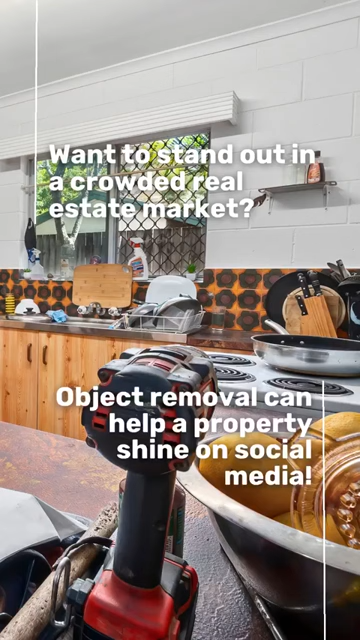 Want to stand out in
a crowded real
estate market?
Object removal can
help a property
shine on social
media!